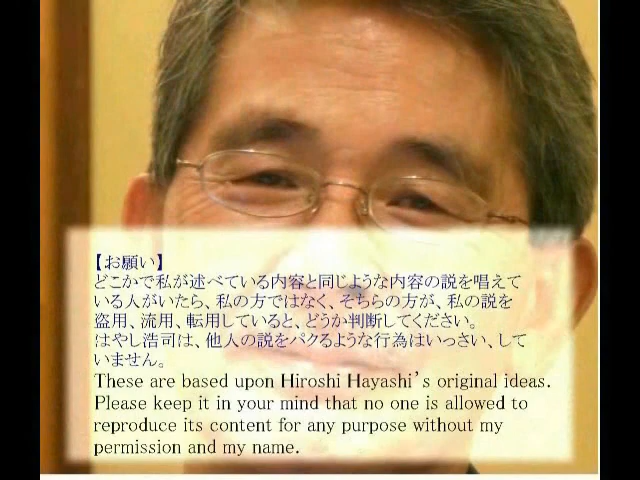 【お願い】
どこかで私が述べている内容と同じような内容の説を唱えて
いる人がいたら、私の方ではなく、そちらの方が、私の説を
盗用、流用、転用していると、どうか判断してください。
はやし浩司は、他人の説をパクるような行為はいっさい、して
いません。
These are based upon Hiroshi Hayashi's original ideas.
Please keep it in your mind that no one is allowed to
reproduce its content for any purpose without my
permission and my name.